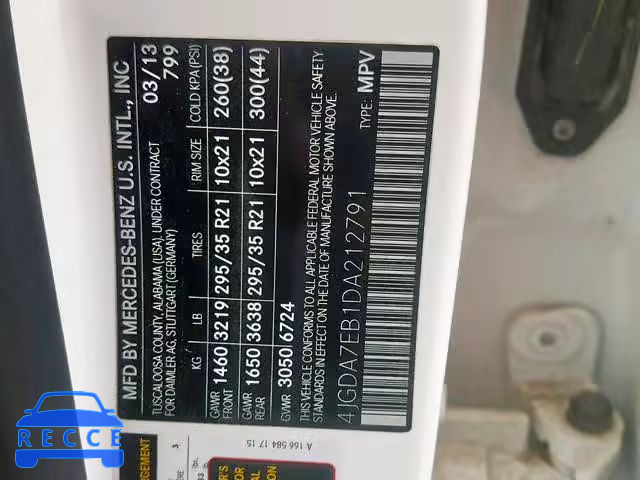 MFD BY MERCEDES-BENZ U.S. INTL., INC
TUSCALOOSA COUNTY, ALABAMA (USA), UNDER CONTRACT 03/13
FOR DAIMLER AG, STUTTGART (GERMANY) 799
KG LB TIRES RIM SIZE COLD KPA (PSI)
GAWR FRONT 1460 3219 295/35 R21 10x21 260(38)
GAWR REAR 1650 3638 295/35 R21 10x21 300(44)
GVWR 3050 6724
THIS VEHICLE CONFORMS TO ALL APPLICABLE FEDERAL MOTOR VEHICLE SAFETY
STANDARDS IN EFFECT ON THE DATE OF MANUFACTURE SHOWN ABOVE.
4JGDA7EB1DA212791 TYPE: MPV
A 166 584 17 15
RECCE